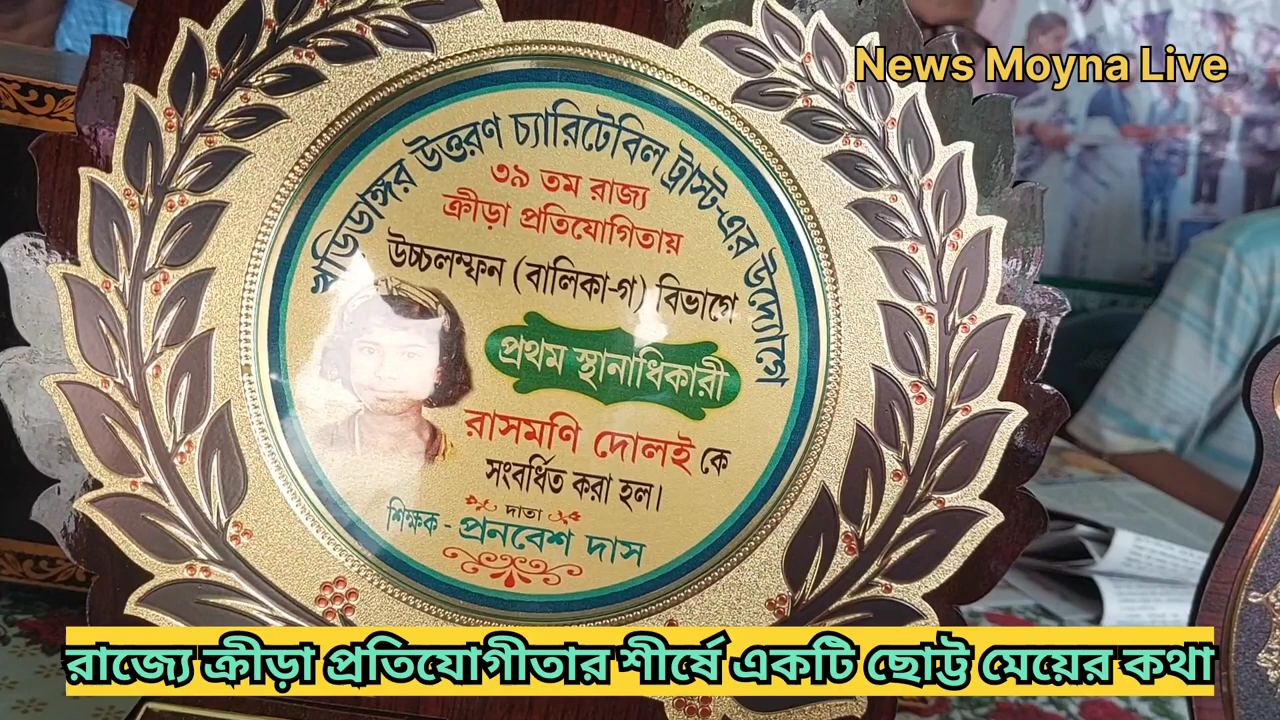 News Moyna Live
খড়িডাঙ্গর উত্তরণ চ্যারিটেবিল ট্রাস্ট-এর উদ্যোগে
৩৯ তম রাজ্য
ক্রীড়া প্রতিযোগিতায়
উচ্চলম্ফন (বালিকা-গ) বিভাগে
প্রথম স্থানাধিকারী
রাসমণি দোলই কে
সংবর্ধিত করা হল।
দাতা
শিক্ষক - প্রনবেশ দাস
রাজ্যে ক্রীড়া প্রতিযোগীতার শীর্ষে একটি ছোট্ট মেয়ের কথা